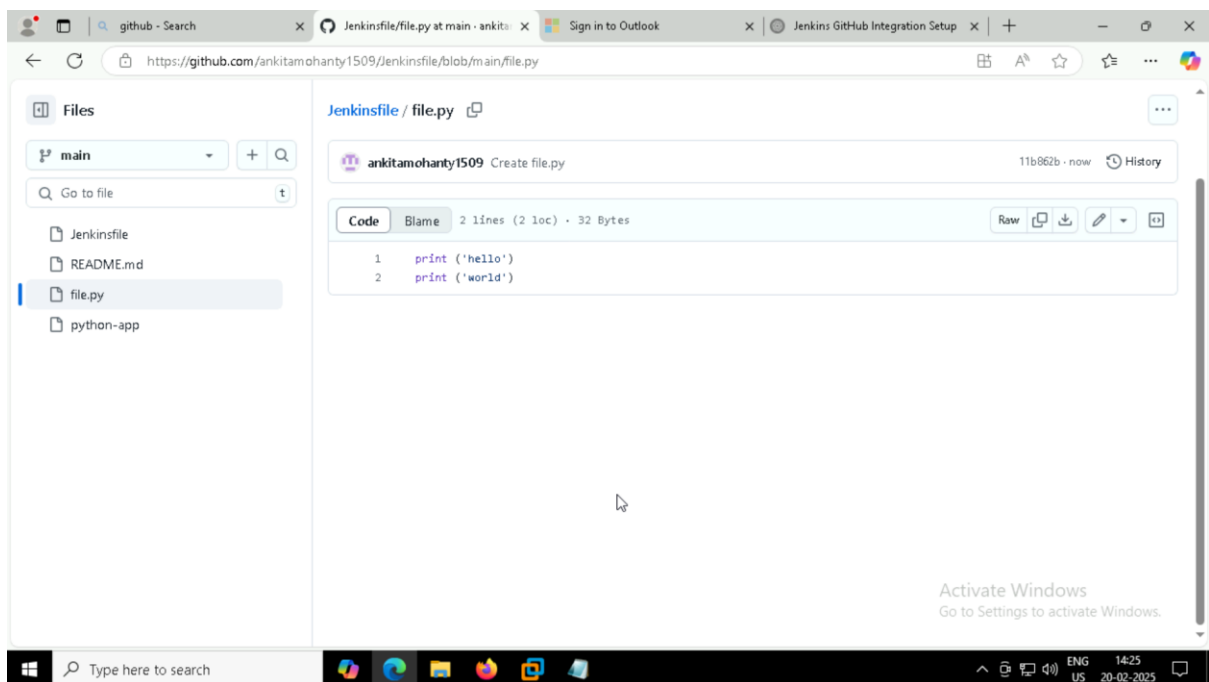 github - Search
Jenkinsfile/file.py at main · ankita
Sign in to Outlook
Jenkins GitHub Integration Setup
https://github.com/ankitamohanty1509/Jenkinsfile/blob/main/file.py
Files
main
Go to file
t
Jenkinsfile
README.md
file.py
python-app
Jenkinsfile / file.py
ankitamohanty1509 Create file.py
11b862b · now
History
Code
Blame
2 lines (2 loc) · 32 Bytes
Raw
1 print ('hello')
2 print ('world')
Activate Windows
Go to Settings to activate Windows.
Type here to search
ENG
US
14:25
20-02-2025